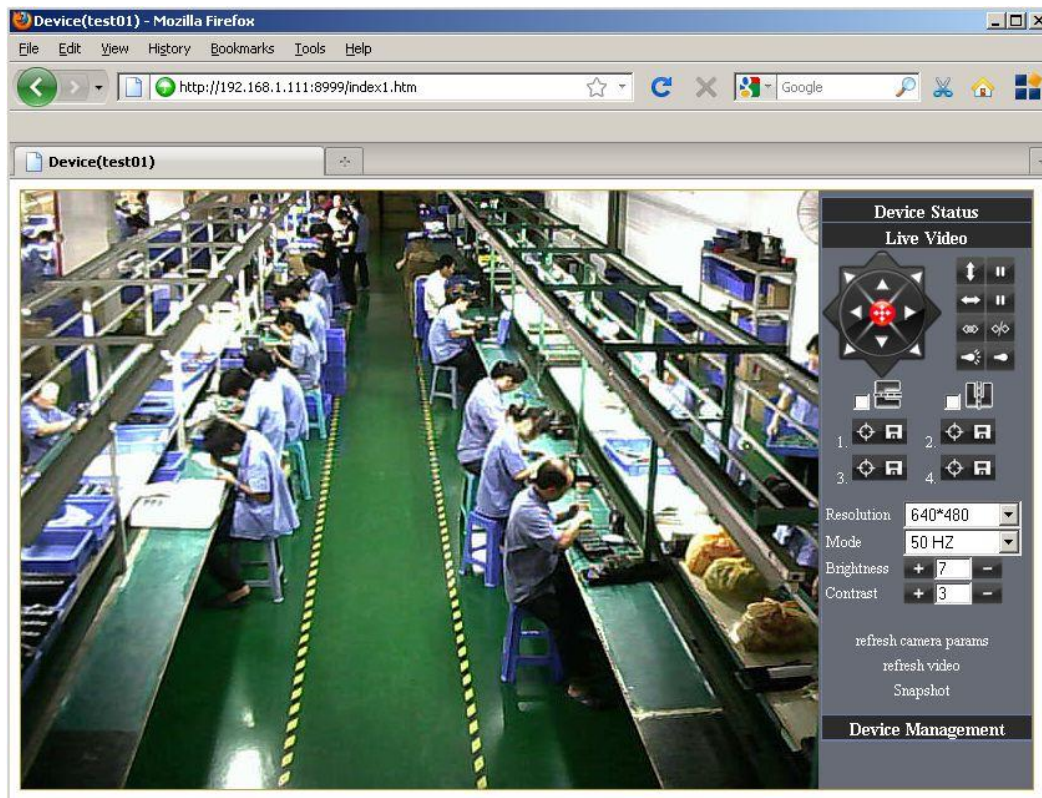 Device(test01) - Mozilla Firefox
File Edit View History Bookmarks Tools Help
http://192.168.1.111:8999/index1.htm
Google
Device(test01)
Device Status
Live Video
1. 2.
3. 4.
Resolution 640*480
Mode 50 HZ
Brightness + 7 -
Contrast + 3 -
refresh camera params
refresh video
Snapshot
Device Management